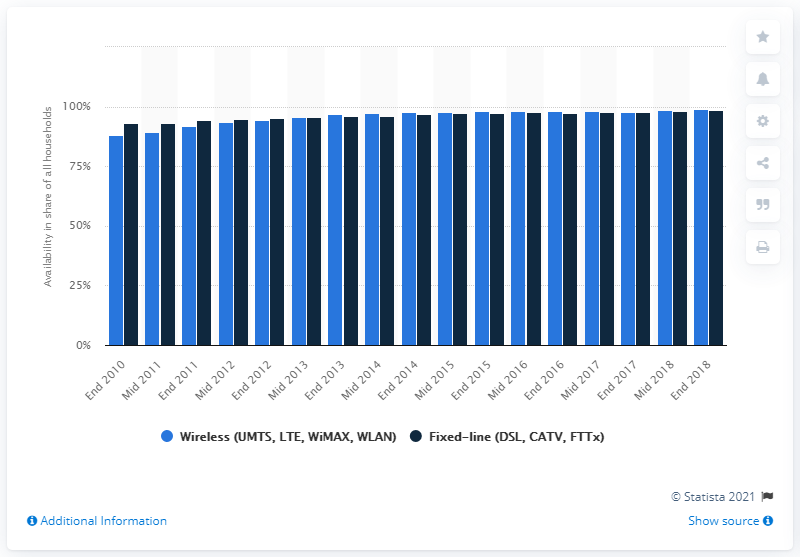 Availability in share of all households
100%
75%
50%
25%
0%
End 2010
Mid 2011
End 2011
Mid 2012
End 2012
Mid 2013
End 2013
Mid 2014
End 2014
Mid 2015
End 2015
Mid 2016
End 2016
Mid 2017
End 2017
Mid 2018
End 2018
Wireless (UMTS, LTE, WiMAX, WLAN)
Fixed-line (DSL, CATV, FTTx)
© Statista 2021
Additional Information
Show source